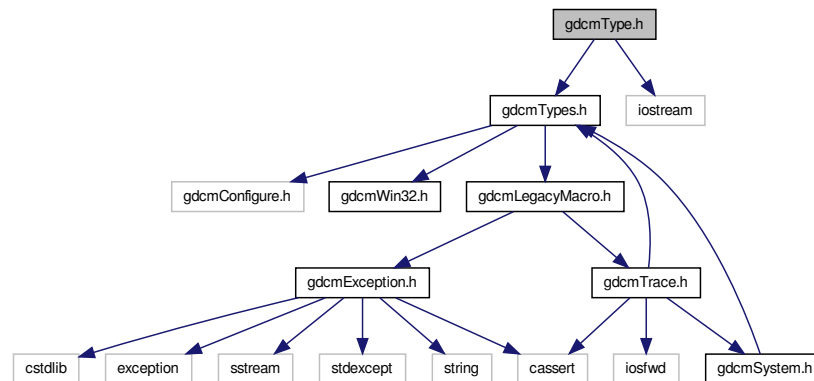 gdcmType.h
gdcmTypes.h
iostream
gdcmConfigure.h
gdcmWin32.h
gdcmLegacyMacro.h
gdcmException.h
gdcmTrace.h
cstdlib
exception
sstream
stdexcept
string
cassert
iosfwd
gdcmSystem.h